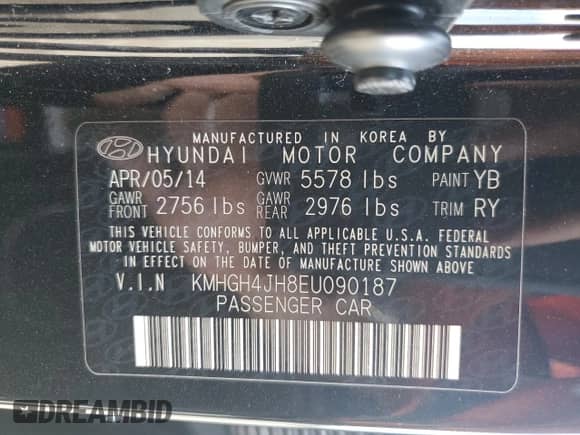 MANUFACTURED IN KOREA BY
HYUNDAI MOTOR COMPANY
APR/05/14 GVWR 5578 lbs PAINT YB
GAWR FRONT 2756 lbs GAWR REAR 2976 lbs TRIM RY
THIS VEHICLE CONFORMS TO ALL APPLICABLE U.S.A. FEDERAL
MOTOR VEHICLE SAFETY, BUMPER, AND THEFT PREVENTION STANDARDS
IN EFFECT ON THE DATE OF MANUFACTURE SHOWN ABOVE.
V.I.N KMHGH4JH8EU090187
PASSENGER CAR
DREAMBID